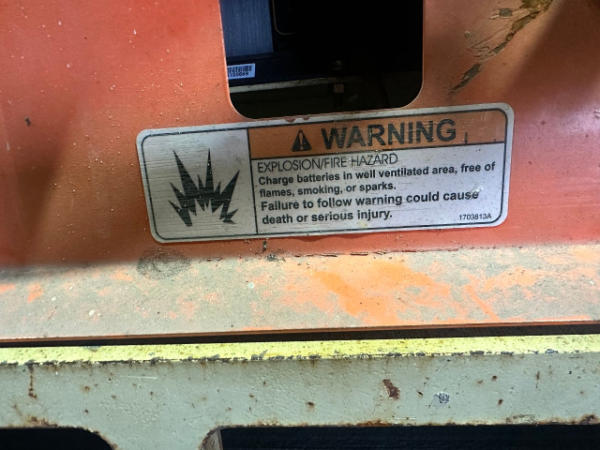 WARNING
EXPLOSION/FIRE HAZARD
Charge batteries in well ventilated area, free of
flames, smoking, or sparks.
Failure to follow warning could cause
death or serious injury.
1703813A